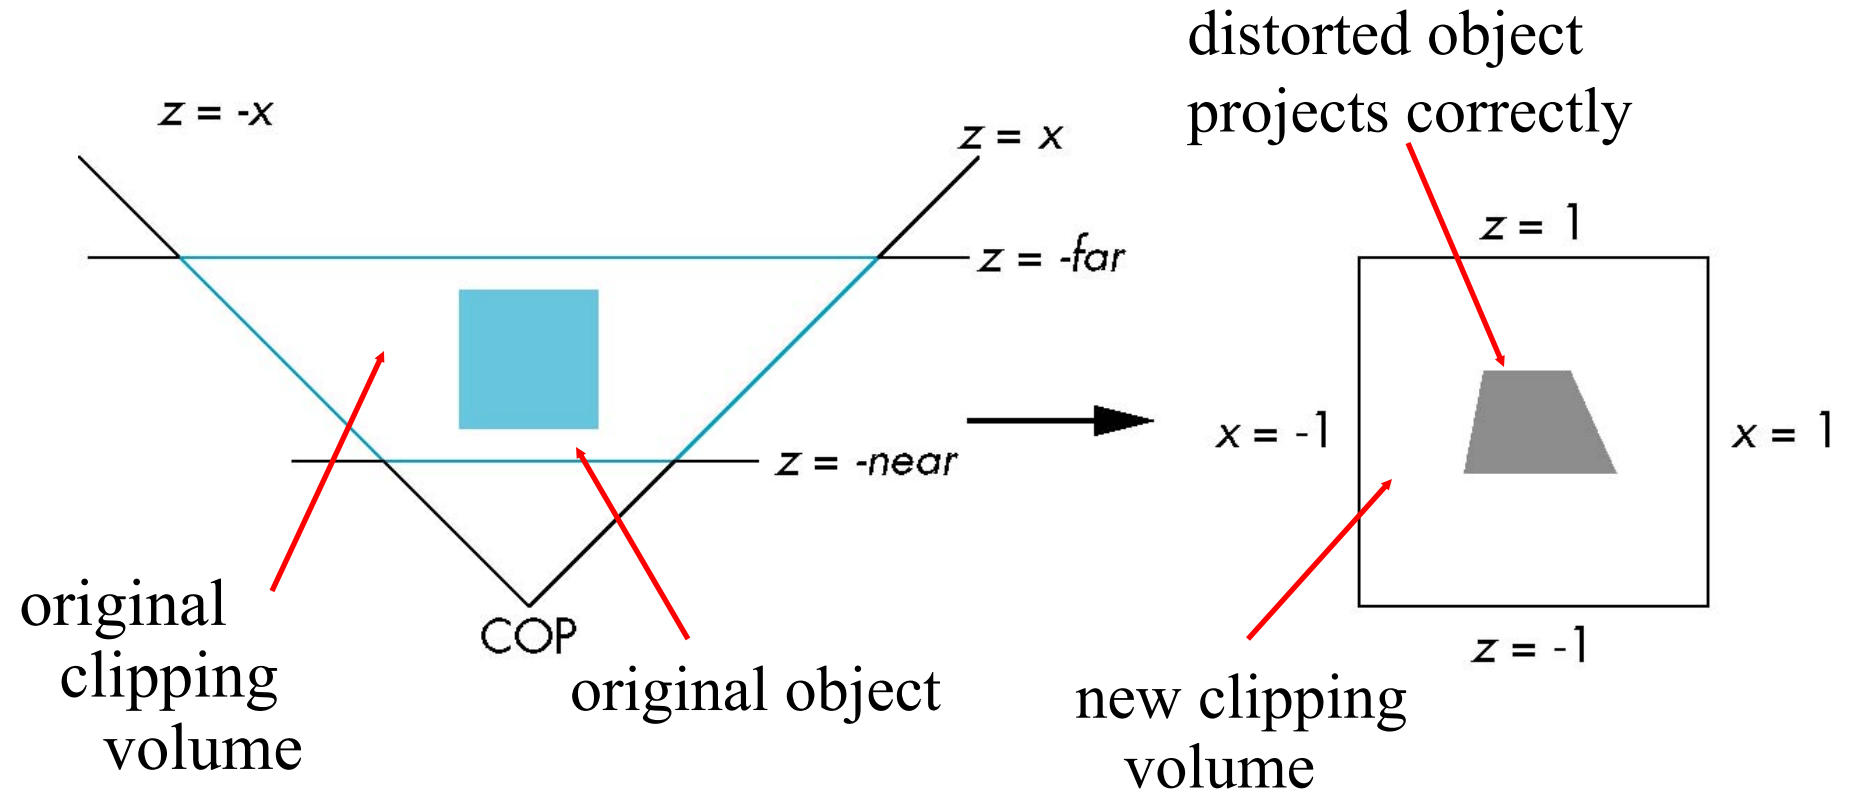 distorted object
projects correctly
z = -x
z = x
z = 1
z = -far
x = -1
x = 1
z = -near
original
clipping
volume
COP
original object
z = -1
new clipping
volume